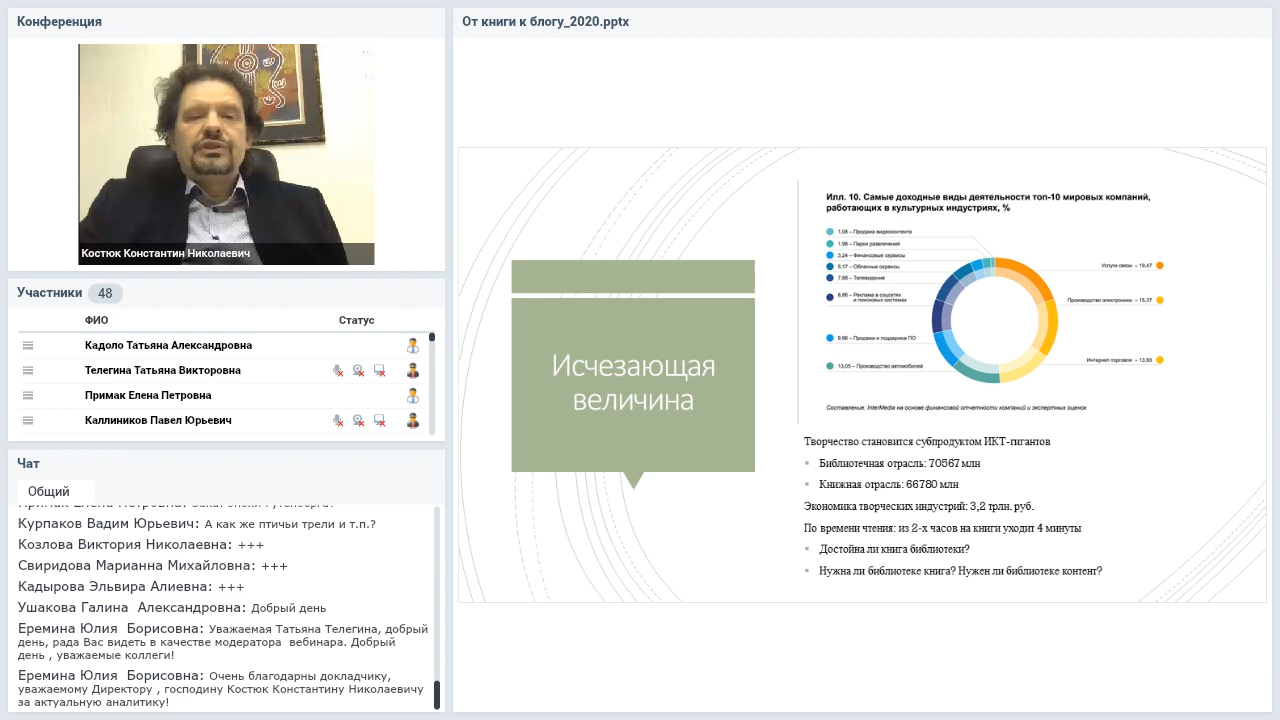 Конференция
Костюк Константин Николаевич
Участники 48
ФИО Статус
Кадоло Татьяна Александровна
Телегина Татьяна Викторовна
Примак Елена Петровна
Каллиников Павел Юрьевич
Чат
Общий
Курпаков Вадим Юрьевич: А как же птичьи трели и т.п.?
Козлова Виктория Николаевна: +++
Свиридова Марианна Михайловна: +++
Кадырова Эльвира Алиевна: +++
Ушакова Галина Александровна: Добрый день
Еремина Юлия Борисовна: Уважаемая Татьяна Телегина, добрый
день, рада Вас видеть в качестве модератора вебинара. Добрый
день , уважаемые коллеги!
Еремина Юлия Борисовна: Очень благодарны докладчику,
уважаемому Директору , господину Костюк Константину Николаевичу
за актуальную аналитику!
От книги к блогу_2020.pptx
Исчезающая
величина
Илл. 10. Самые доходные виды деятельности топ-10 мировых компаний,
работающих в культурных индустриях, %
1,08 – Продажа видеоконтента
1,98 – Парки развлечений
3,24 – Финансовые сервисы
5,17 – Облачные сервисы
7,88 – Телевидение
8,86 – Реклама в соцсетях
и поисковых системах
9,96 – Продажа и поддержка ПО
13,05 – Производство автомобилей
Услуги связи – 19,47
Производство электроники – 15,37
Интернет-торговля – 13,93
Составление: InterMedia на основе финансовой отчетности компаний и экспертных оценок
Творчество становится субпродуктом ИКТ-гигантов
Библиотечная отрасль: 70567 млн
Книжная отрасль: 66780 млн
Экономика творческих индустрий: 3,2 трлн. руб.
По времени чтения: из 2-х часов на книги уходит 4 минуты
Достойна ли книга библиотеки?
Нужна ли библиотеке книга? Нужен ли библиотеке контент?